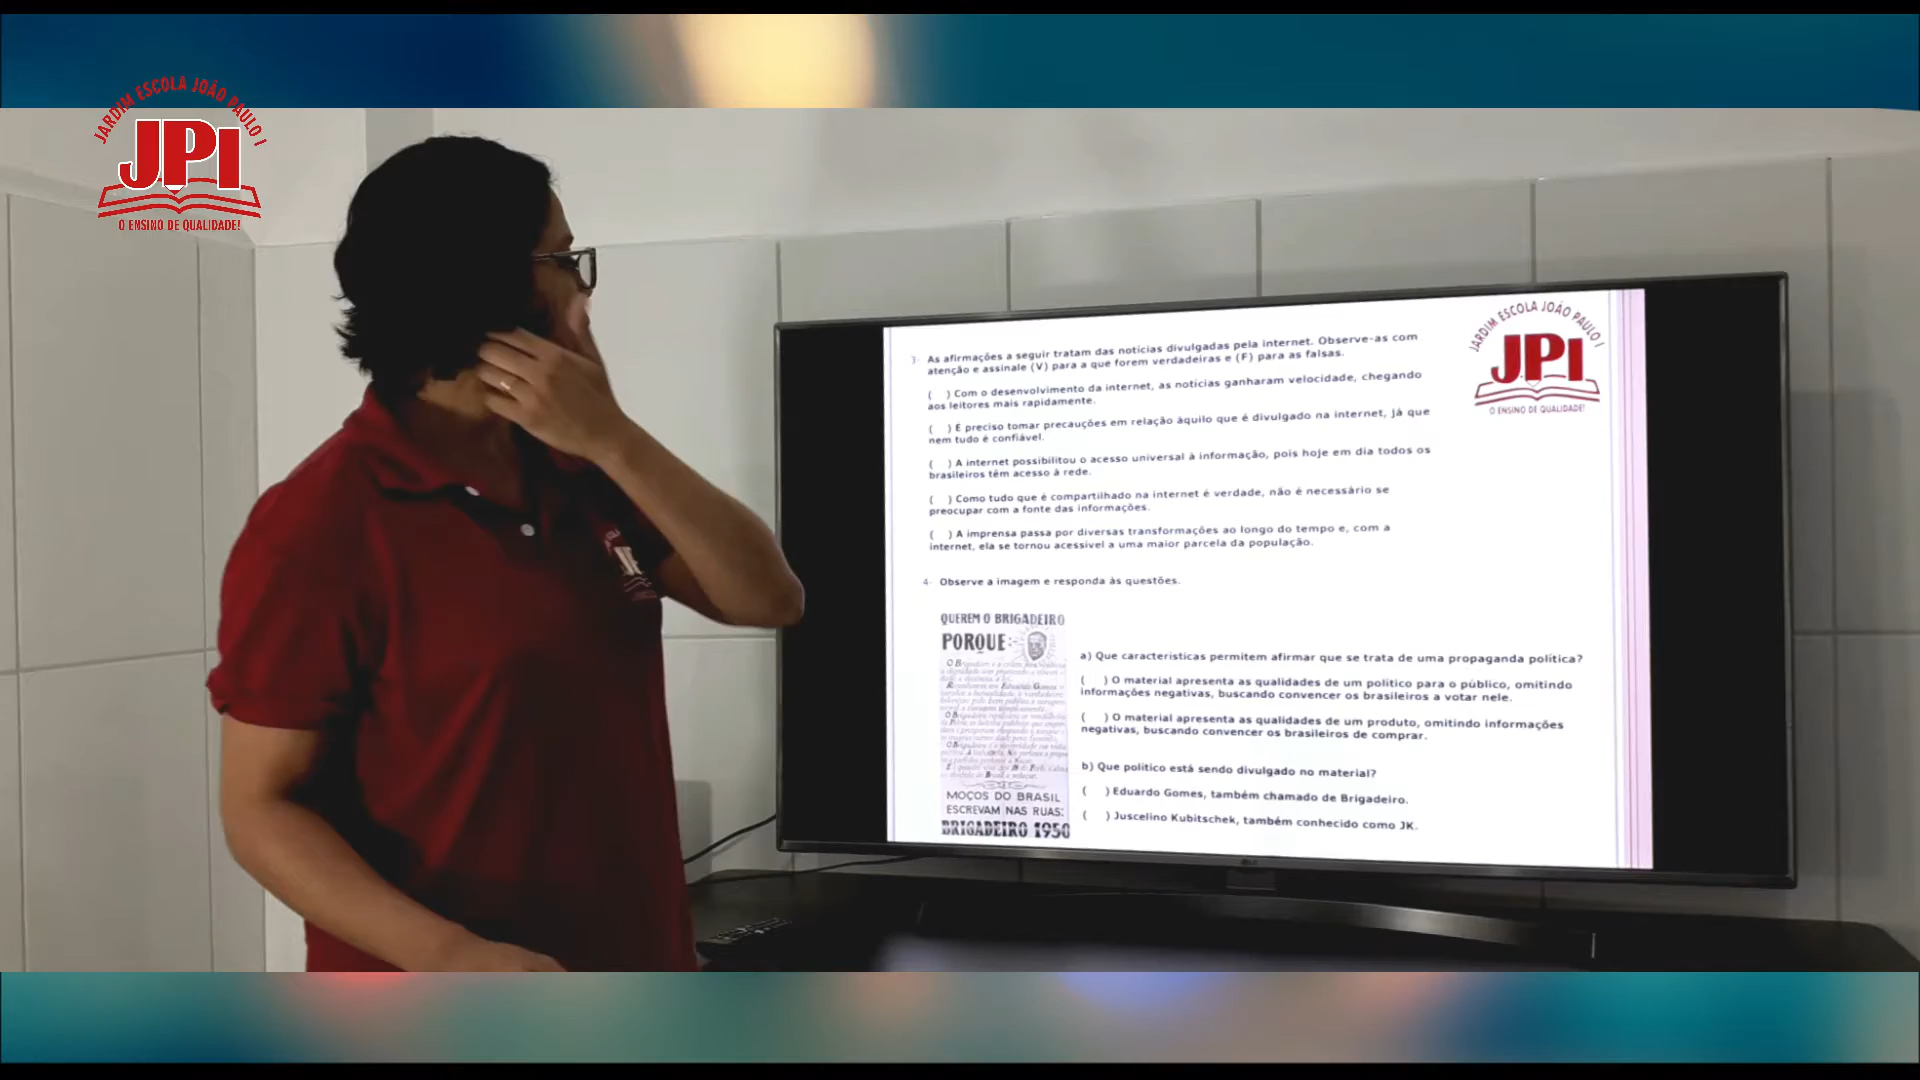 JARDIM ESCOLA JOÃO PAULO I
JPI
O ENSINO DE QUALIDADE!
JARDIM ESCOLA JOÃO PAULO I
JPI
O ENSINO DE QUALIDADE!
3- As afirmações a seguir tratam das notícias divulgadas pela internet. Observe-as com
atenção e assinale (V) para a que forem verdadeiras e (F) para as falsas.
( ) Com o desenvolvimento da internet, as notícias ganharam velocidade, chegando
aos leitores mais rapidamente.
( ) É preciso tomar precauções em relação àquilo que é divulgado na internet, já que
nem tudo é confiável.
( ) A internet possibilitou o acesso universal à informação, pois hoje em dia todos os
brasileiros têm acesso à rede.
( ) Como tudo que é compartilhado na internet é verdade, não é necessário se
preocupar com a fonte das informações.
( ) A imprensa passa por diversas transformações ao longo do tempo e, com a
internet, ela se tornou acessível a uma maior parcela da população.
4- Observe a imagem e responda às questões.
QUEREM O BRIGADEIRO
PORQUE:-
MOÇOS DO BRASIL
ESCREVAM NAS RUAS:
BRIGADEIRO 1950
a) Que características permitem afirmar que se trata de uma propaganda política?
( ) O material apresenta as qualidades de um político para o público, omitindo
informações negativas, buscando convencer os brasileiros a votar nele.
( ) O material apresenta as qualidades de um produto, omitindo informações
negativas, buscando convencer os brasileiros de comprar.
b) Que político está sendo divulgado no material?
( ) Eduardo Gomes, também chamado de Brigadeiro.
( ) Juscelino Kubitschek, também conhecido como JK.